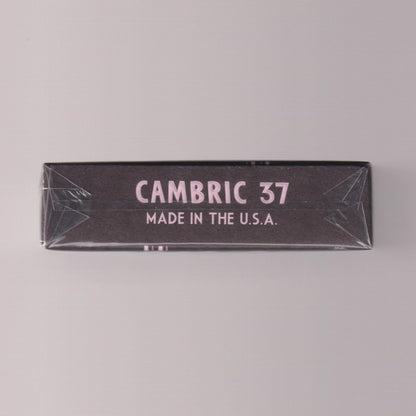 CAMBRIC 37
MADE IN THE U.S.A.